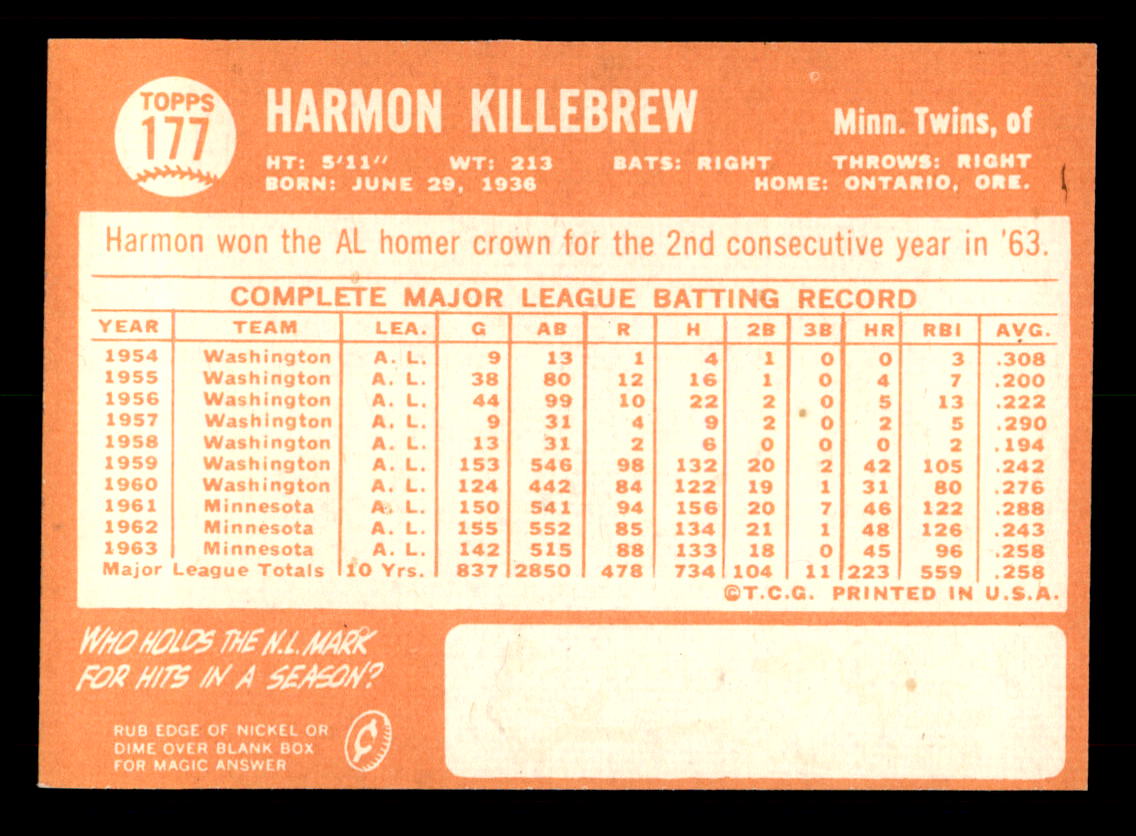 TOPPS
177
HARMON KILLEBREW
Minn. Twins, of
HT: 5'11" WT: 213 BATS: RIGHT THROWS: RIGHT
BORN: JUNE 29, 1936 HOME: ONTARIO, ORE.
Harmon won the AL homer crown for the 2nd consecutive year in '63.
COMPLETE MAJOR LEAGUE BATTING RECORD
YEAR TEAM LEA. G AB R H 2B 3B HR RBI AVG.
1954 Washington A. L. 9 13 1 4 1 0 0 3 .308
1955 Washington A. L. 38 80 12 16 1 0 4 7 .200
1956 Washington A. L. 44 99 10 22 2 0 5 13 .222
1957 Washington A. L. 9 31 4 9 2 0 2 5 .290
1958 Washington A. L. 13 31 2 6 0 0 0 2 .194
1959 Washington A. L. 153 546 98 132 20 2 42 105 .242
1960 Washington A. L. 124 442 84 122 19 1 31 80 .276
1961 Minnesota A. L. 150 541 94 156 20 7 46 122 .288
1962 Minnesota A. L. 155 552 85 134 21 1 48 126 .243
1963 Minnesota A. L. 142 515 88 133 18 0 45 96 .258
Major League Totals 10 Yrs. 837 2850 478 734 104 11 223 559 .258
©T.C.G. PRINTED IN U.S.A.
WHO HOLDS THE N.L. MARK
FOR HITS IN A SEASON?
RUB EDGE OF NICKEL OR
DIME OVER BLANK BOX
FOR MAGIC ANSWER
¢